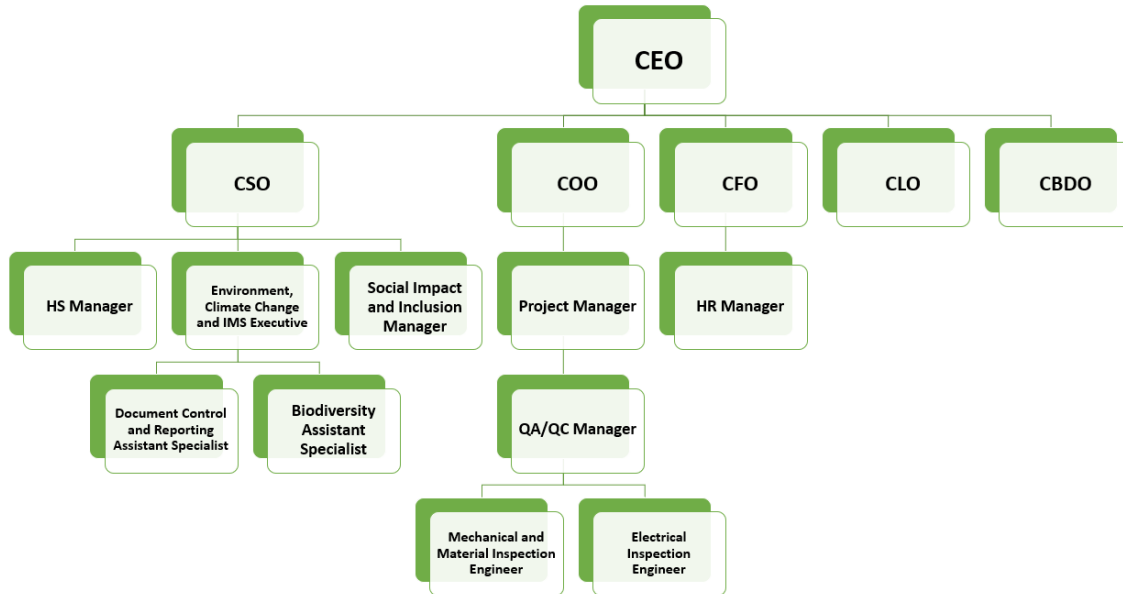 CEO
CSO
COO
CFO
CLO
CBDO
HS Manager
Environment,
Climate Change
and IMS Executive
Social Impact
and Inclusion
Manager
Project Manager
HR Manager
Document Control
and Reporting
Assistant Specialist
Biodiversity
Assistant
Specialist
QA/QC Manager
Mechanical and
Material Inspection
Engineer
Electrical
Inspection
Engineer